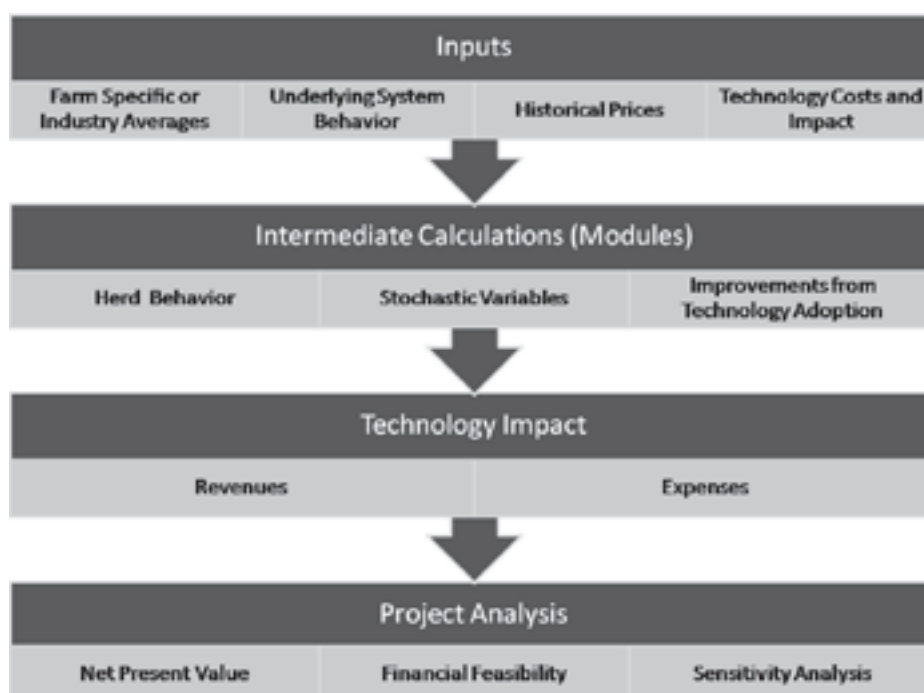 Inputs
Farm Specific or
Industry Averages
Underlying System
Behavior
Historical Prices
Technology Costs and
Impact
Intermediate Calculations (Modules)
Herd Behavior
Stochastic Variables
Improvements from
Technology Adoption
Technology Impact
Revenues
Expenses
Project Analysis
Net Present Value
Financial Feasibility
Sensitivity Analysis